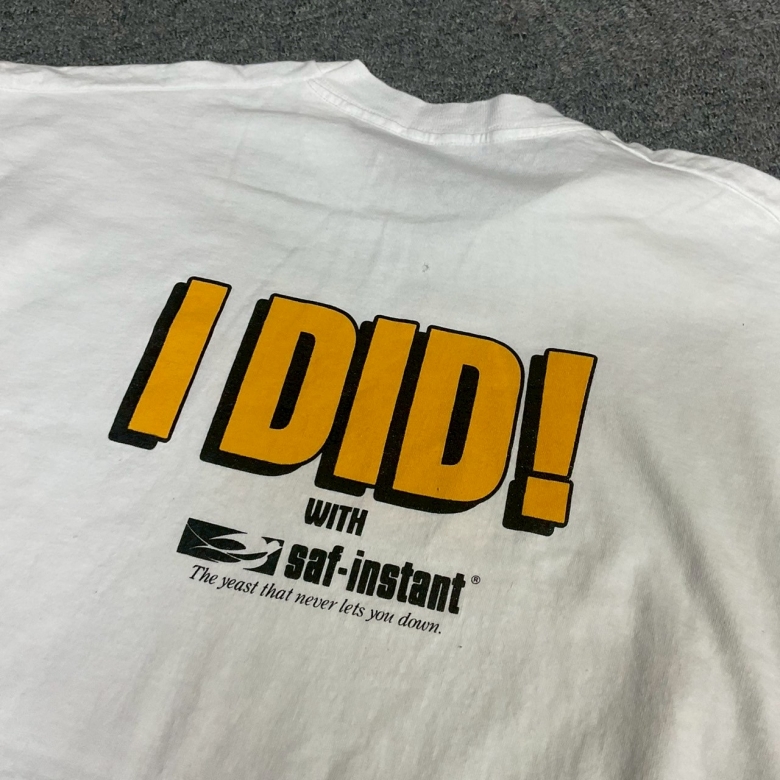 I DID!
WITH
saf-instant®
The yeast that never lets you down.